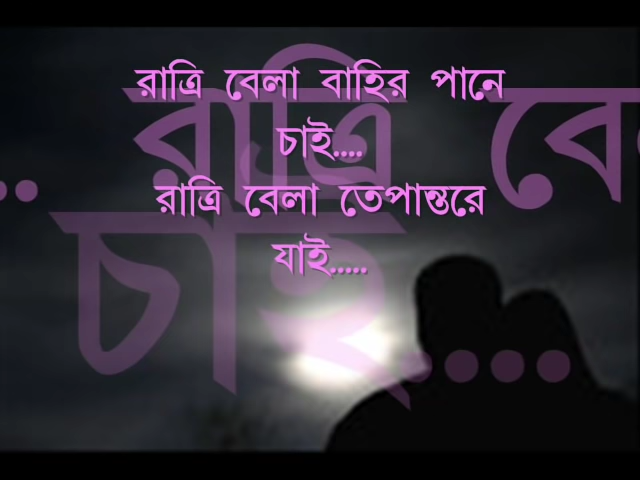 রাত্রি বেলা বাহির পানে
চাই....
রাত্রি বেলা তেপান্তরে
যাই.....
.. রাত্রি বে
চাই....